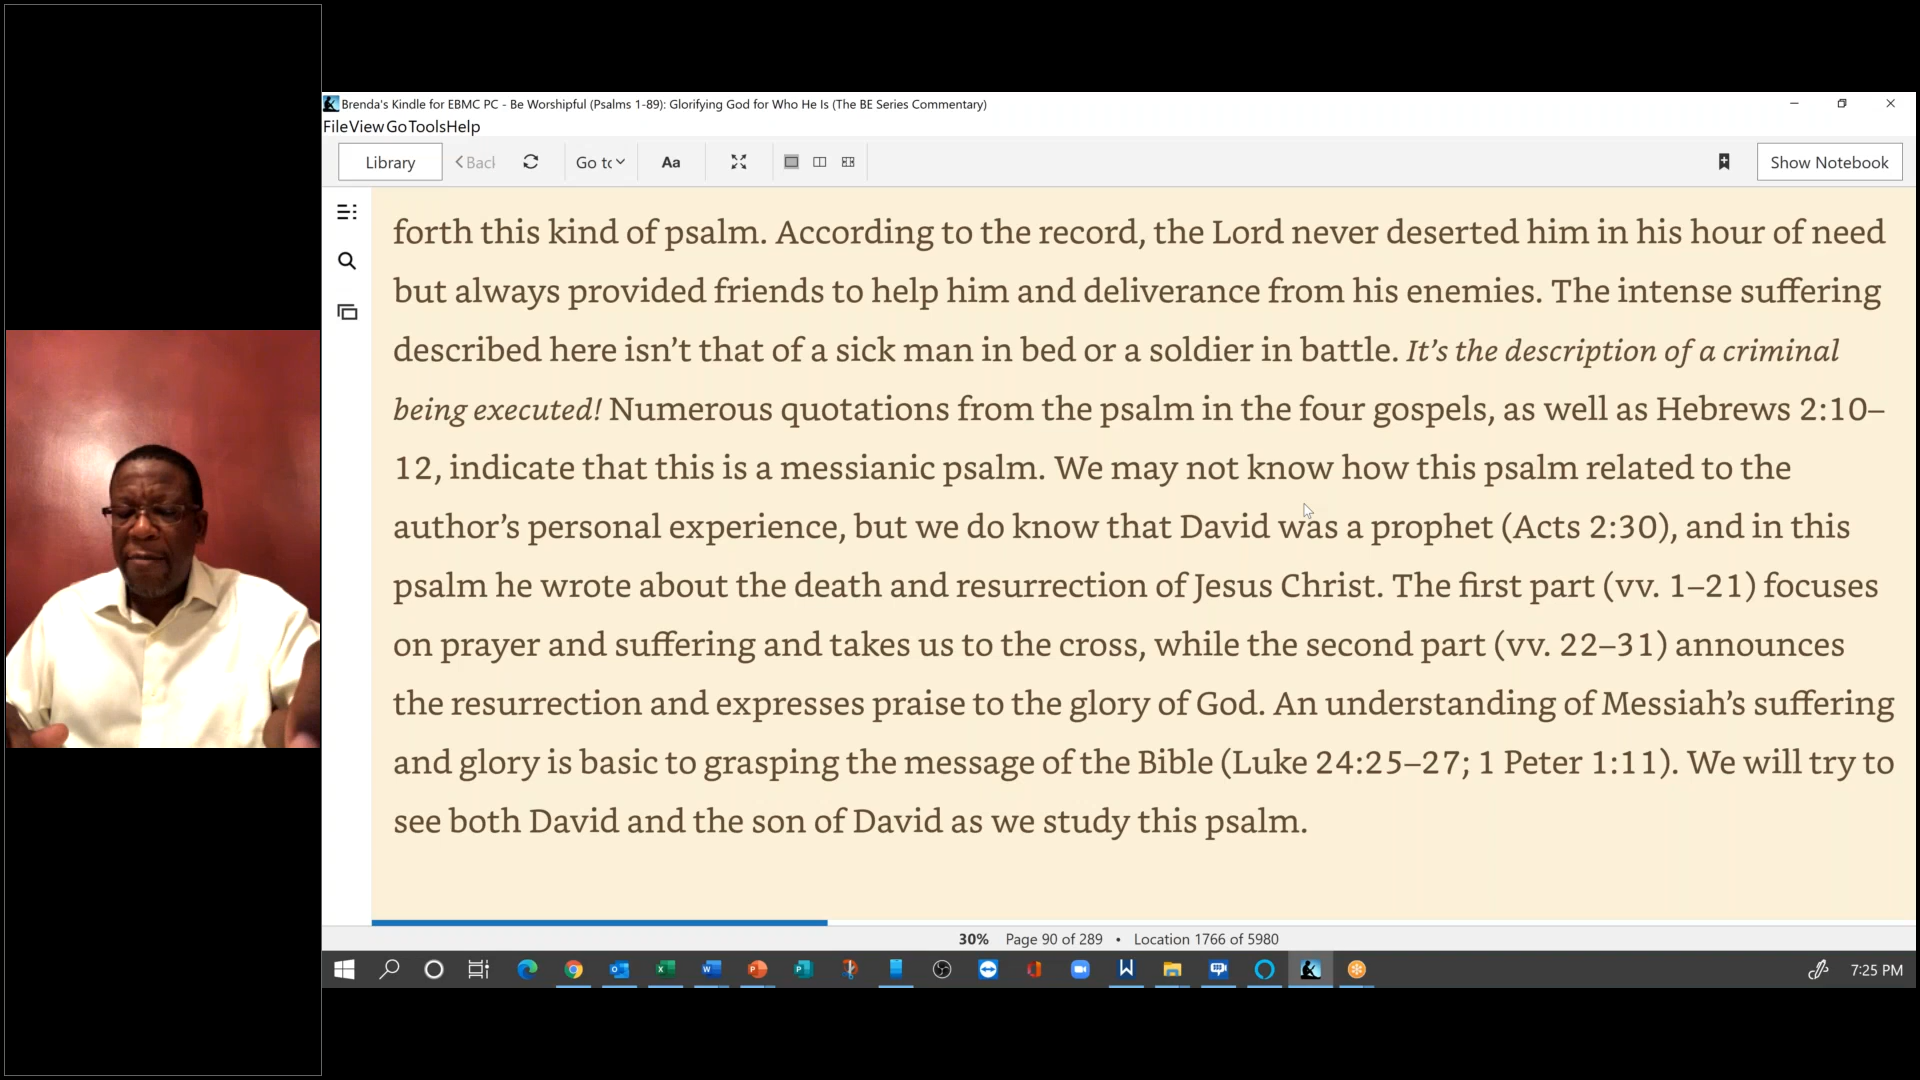 Brenda's Kindle for EBMC PC - Be Worshipful (Psalms 1-89): Glorifying God for Who He Is (The BE Series Commentary)
File View Go Tools Help
Library Back Go to Aa Show Notebook
forth this kind of psalm. According to the record, the Lord never deserted him in his hour of need
but always provided friends to help him and deliverance from his enemies. The intense suffering
described here isn’t that of a sick man in bed or a soldier in battle. It’s the description of a criminal
being executed! Numerous quotations from the psalm in the four gospels, as well as Hebrews 2:10–
12, indicate that this is a messianic psalm. We may not know how this psalm related to the
author’s personal experience, but we do know that David was a prophet (Acts 2:30), and in this
psalm he wrote about the death and resurrection of Jesus Christ. The first part (vv. 1–21) focuses
on prayer and suffering and takes us to the cross, while the second part (vv. 22–31) announces
the resurrection and expresses praise to the glory of God. An understanding of Messiah’s suffering
and glory is basic to grasping the message of the Bible (Luke 24:25–27; 1 Peter 1:11). We will try to
see both David and the son of David as we study this psalm.
30% Page 90 of 289 • Location 1766 of 5980
7:25 PM